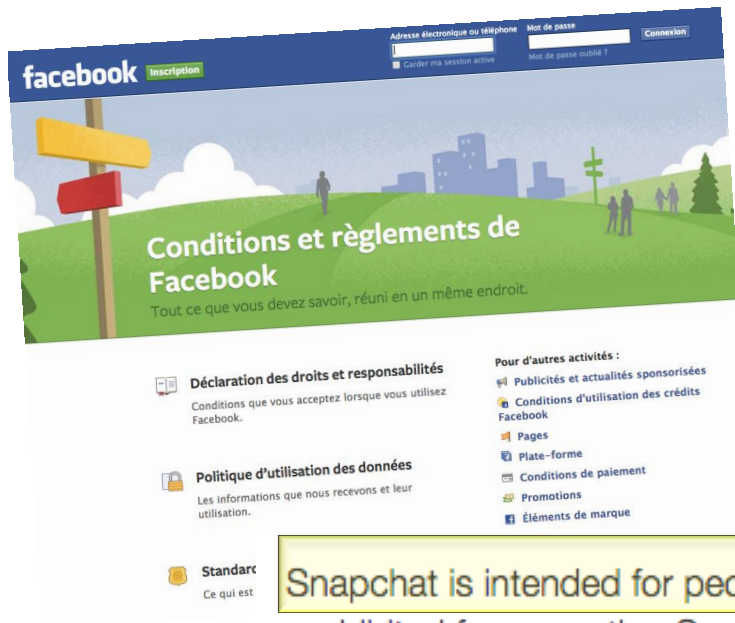 Adresse électronique ou téléphone
Mot de passe
facebook
Inscription
Connexion
Garder ma session active
Mot de passe oublié ?
Conditions et règlements de
Facebook
Tout ce que vous devez savoir, réuni en un même endroit.
Déclaration des droits et responsabilités
Conditions que vous acceptez lorsque vous utilisez
Facebook.
Politique d'utilisation des données
Les informations que nous recevons et leur
utilisation.
Standard
Ce qui est
Pour d'autres activités :
Publicités et actualités sponsorisées
Conditions d'utilisation des crédits
Facebook
Pages
Plate-forme
Conditions de paiement
Promotions
Éléments de marque
Snapchat is intended for